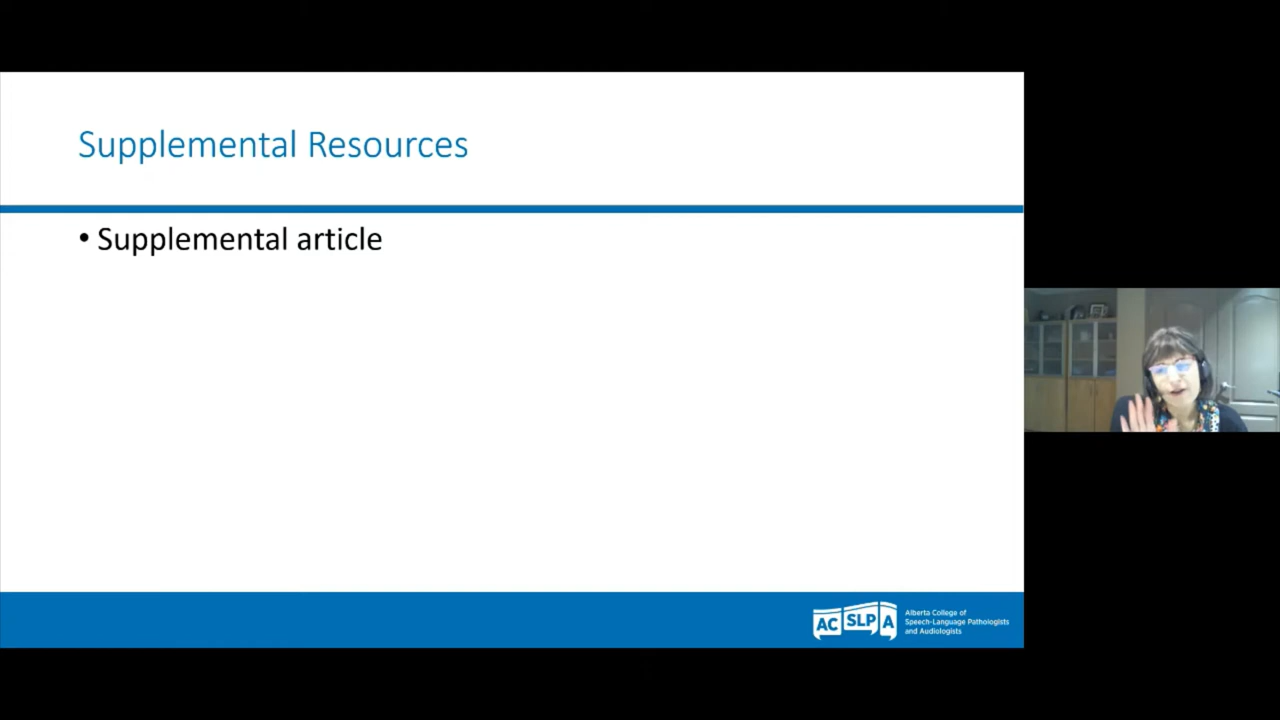 Supplemental Resources
• Supplemental article
AC SLP A
Alberta College of
Speech-Language Pathologists
and Audiologists